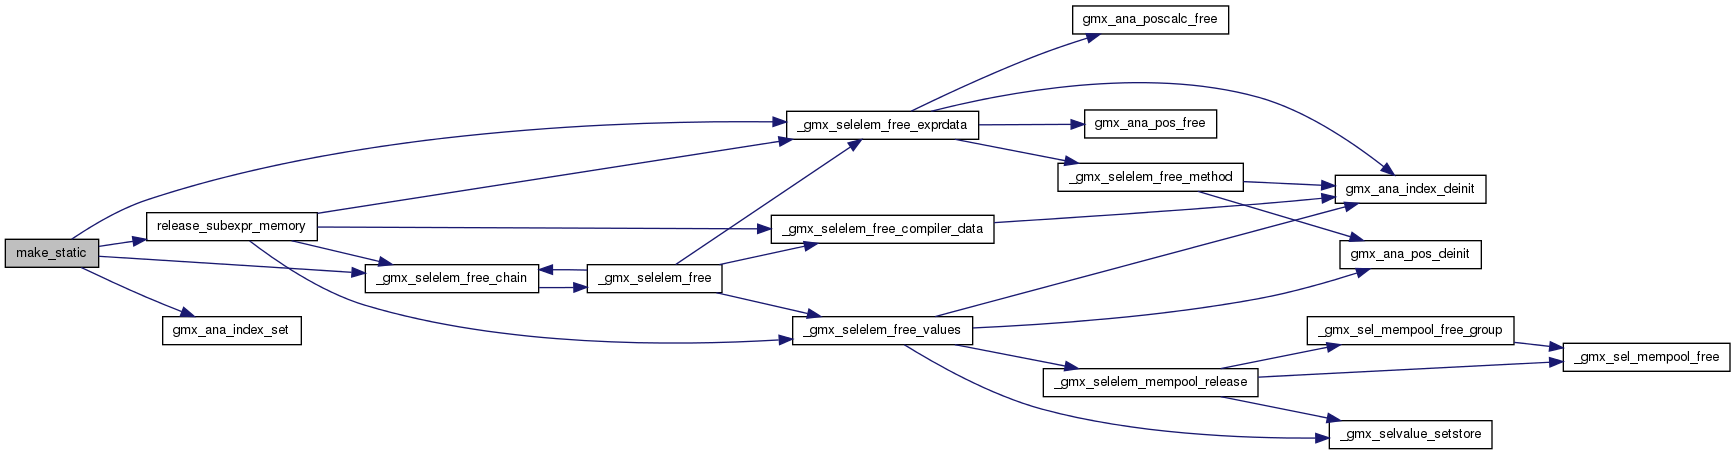 gmx_ana_poscalc_free
_gmx_selelem_free_exprdata
gmx_ana_pos_free
_gmx_selelem_free_method
gmx_ana_index_deinit
release_subexpr_memory
_gmx_selelem_free_compiler_data
make_static
gmx_ana_pos_deinit
_gmx_selelem_free_chain
_gmx_selelem_free
gmx_ana_index_set
_gmx_selelem_free_values
_gmx_sel_mempool_free_group
_gmx_sel_mempool_free
_gmx_selelem_mempool_release
_gmx_selvalue_setstore